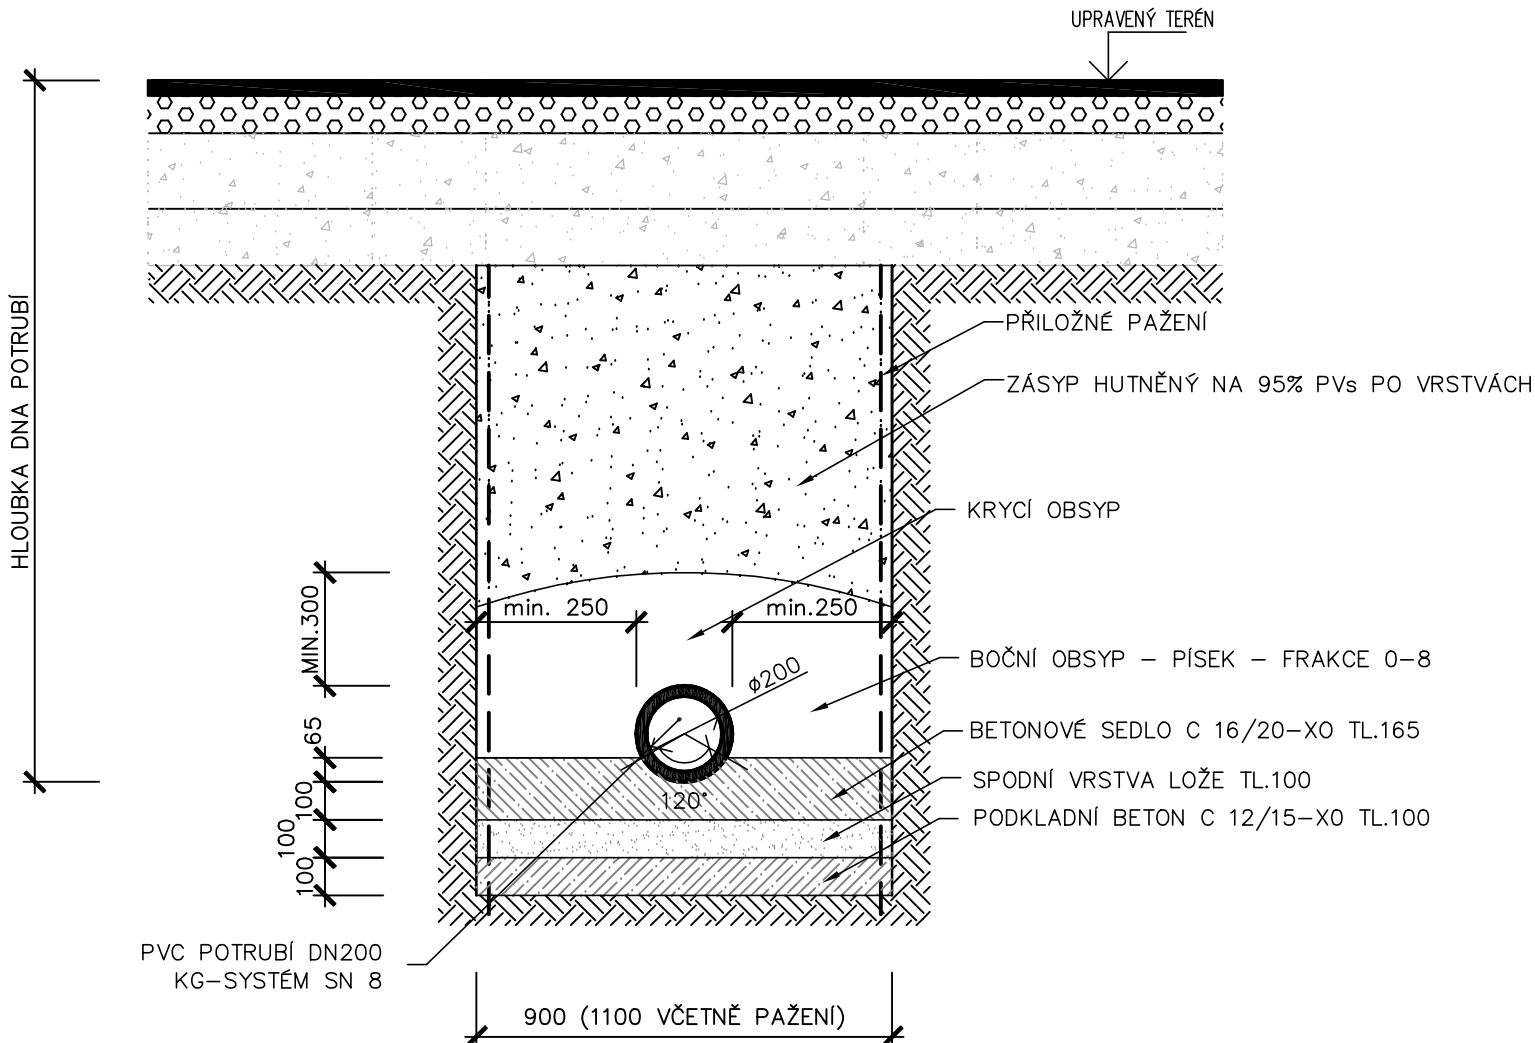 UPRAVENÝ TERÉN
HLOUBKA DNA POTRUBÍ
PŘILOŽNÉ PAŽENÍ
ZÁSYP HUTNĚNÝ NA 95% PVs PO VRSTVÁCH
KRYCÍ OBSYP
MIN.300
min. 250
min.250
BOČNÍ OBSYP – PÍSEK – FRAKCE 0–8
ø200
65
BETONOVÉ SEDLO C 16/20–XO TL.165
120°
100
SPODNÍ VRSTVA LOŽE TL.100
100
PODKLADNÍ BETON C 12/15–XO TL.100
100
PVC POTRUBÍ DN200
KG–SYSTÉM SN 8
900 (1100 VČETNĚ PAŽENÍ)